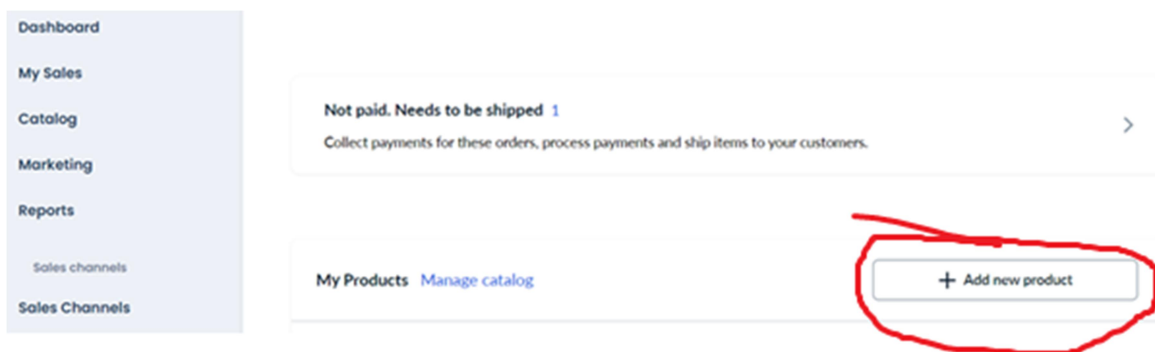 Dashboard
My Sales
Catalog
Marketing
Reports
Sales channels
Sales Channels
Not paid. Needs to be shipped 1
Collect payments for these orders, process payments and ship items to your customers.
My Products Manage catalog
+ Add new product